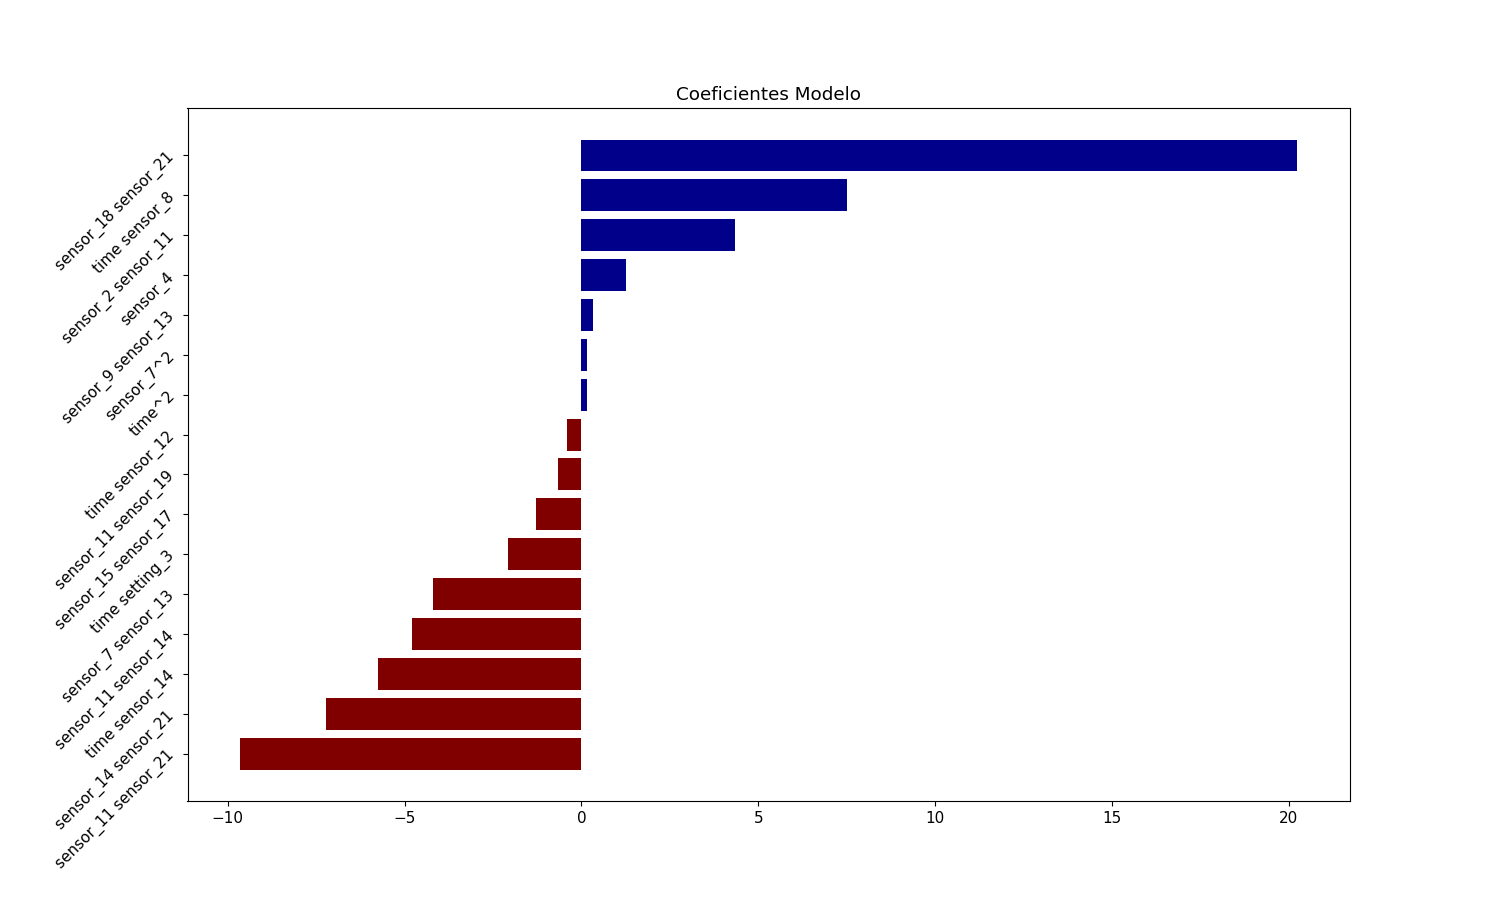 Coeficientes Modelo
sensor_18 sensor_21
time sensor_8
sensor_2 sensor_11
sensor_4
sensor_9 sensor_13
sensor_7^2
time^2
time sensor_12
sensor_11 sensor_19
sensor_15 sensor_17
time setting_3
sensor_7 sensor_13
sensor_11 sensor_14
time sensor_14
sensor_14 sensor_21
sensor_11 sensor_21
−10 −5 0 5 10 15 20